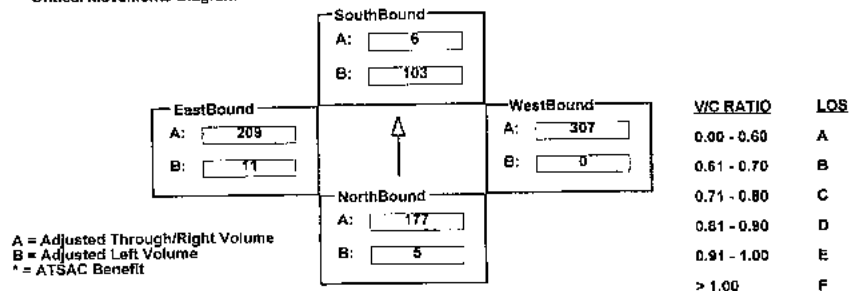 Critical Movements Diagram
SouthBound
A: 6
B: 103
EastBound
A: 209
B: 11
WestBound
A: 307
B: 0
NorthBound
A: 177
B: 5
A = Adjusted Through/Right Volume
B = Adjusted Left Volume
* = ATSAC Benefit
V/C RATIO LOS
0.00 - 0.60 A
0.61 - 0.70 B
0.71 - 0.80 C
0.81 - 0.90 D
0.91 - 1.00 E
> 1.00 F